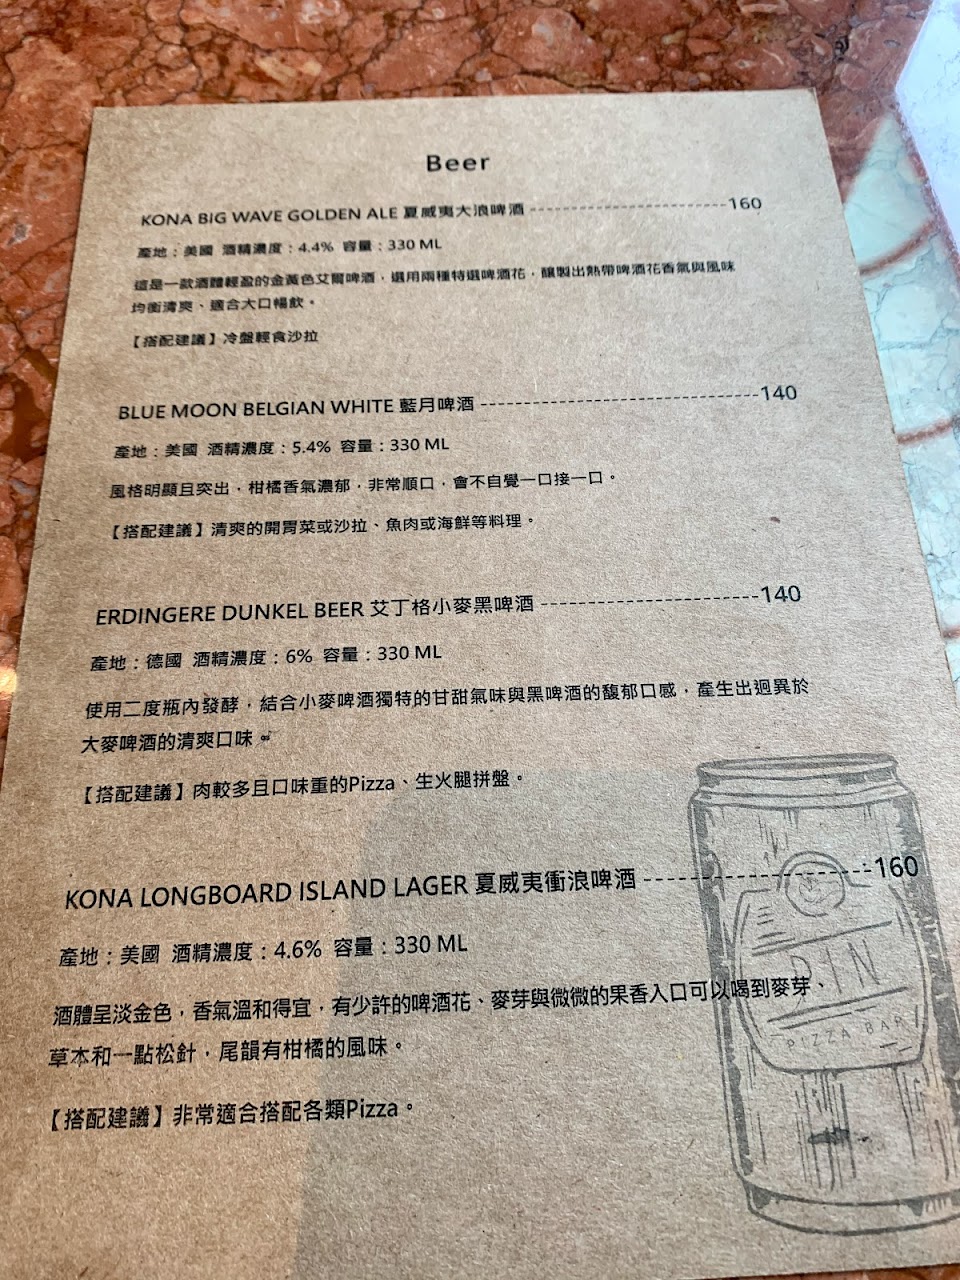 Beer
KONA BIG WAVE GOLDEN ALE 夏威夷大浪啤酒 ----------------------- 160
產地：美國 酒精濃度：4.4% 容量：330 ML
這是一款酒體輕盈的金黃色艾爾啤酒，選用兩種特選啤酒花，釀製出熱帶啤酒花香氣與風味
均衡清爽、適合大口暢飲。
【搭配建議】冷盤輕食沙拉
BLUE MOON BELGIAN WHITE 藍月啤酒 --------------------------------140
產地：美國 酒精濃度：5.4% 容量：330 ML
風格明顯且突出，柑橘香氣濃郁，非常順口，會不自覺一口接一口。
【搭配建議】清爽的開胃菜或沙拉、魚肉或海鮮等料理。
ERDINGERE DUNKEL BEER 艾丁格小麥黑啤酒 -----------------------140
產地：德國 酒精濃度：6% 容量：330 ML
使用二度瓶內發酵，結合小麥啤酒獨特的甘甜氣味與黑啤酒的馥郁口感，產生出迥異於
大麥啤酒的清爽口味。
【搭配建議】肉較多且口味重的Pizza、生火腿拼盤。
KONA LONGBOARD ISLAND LAGER 夏威夷衝浪啤酒 -----------------------160
產地：美國 酒精濃度：4.6% 容量：330 ML
酒體呈淡金色，香氣溫和得宜，有少許的啤酒花、麥芽與微微的果香入口可以喝到麥芽、
草本和一點松針，尾韻有柑橘的風味。
【搭配建議】非常適合搭配各類Pizza。
PIN
PIZZA BAR